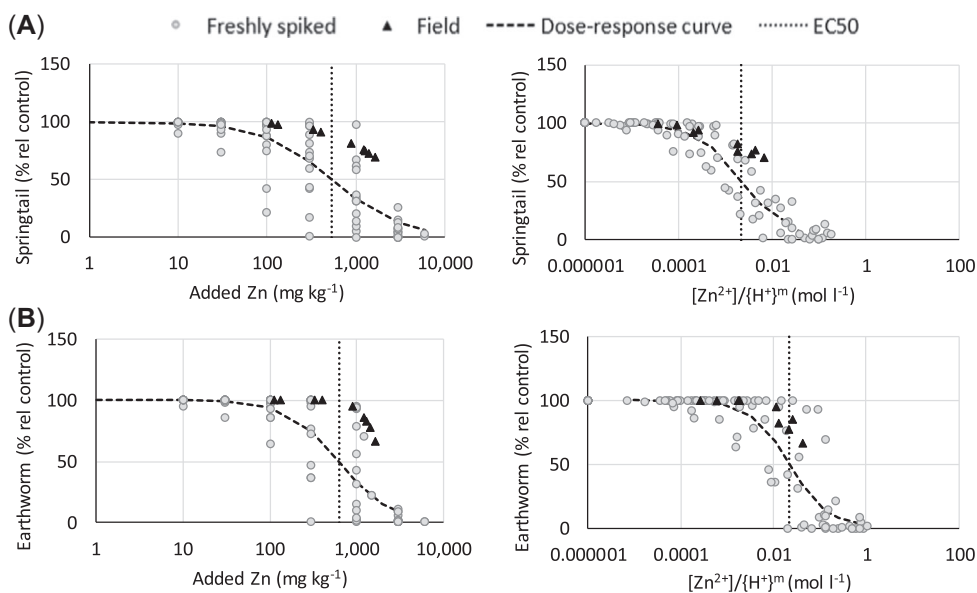 (A) Freshly spiked Field Dose-response curve EC50
150
100
50
0
Springtail (% rel control)
1 10 100 1,000 10,000
Added Zn (mg kg⁻¹)
150
100
50
0
Springtail (% rel control)
0.000001 0.0001 0.01 1 100
[Zn²⁺]/{H⁺}ᵐ (mol l⁻¹)
(B)
150
100
50
0
Earthworm (% rel control)
1 10 100 1,000 10,000
Added Zn (mg kg⁻¹)
150
100
50
0
Earthworm (% rel control)
0.000001 0.0001 0.01 1 100
[Zn²⁺]/{H⁺}ᵐ (mol l⁻¹)